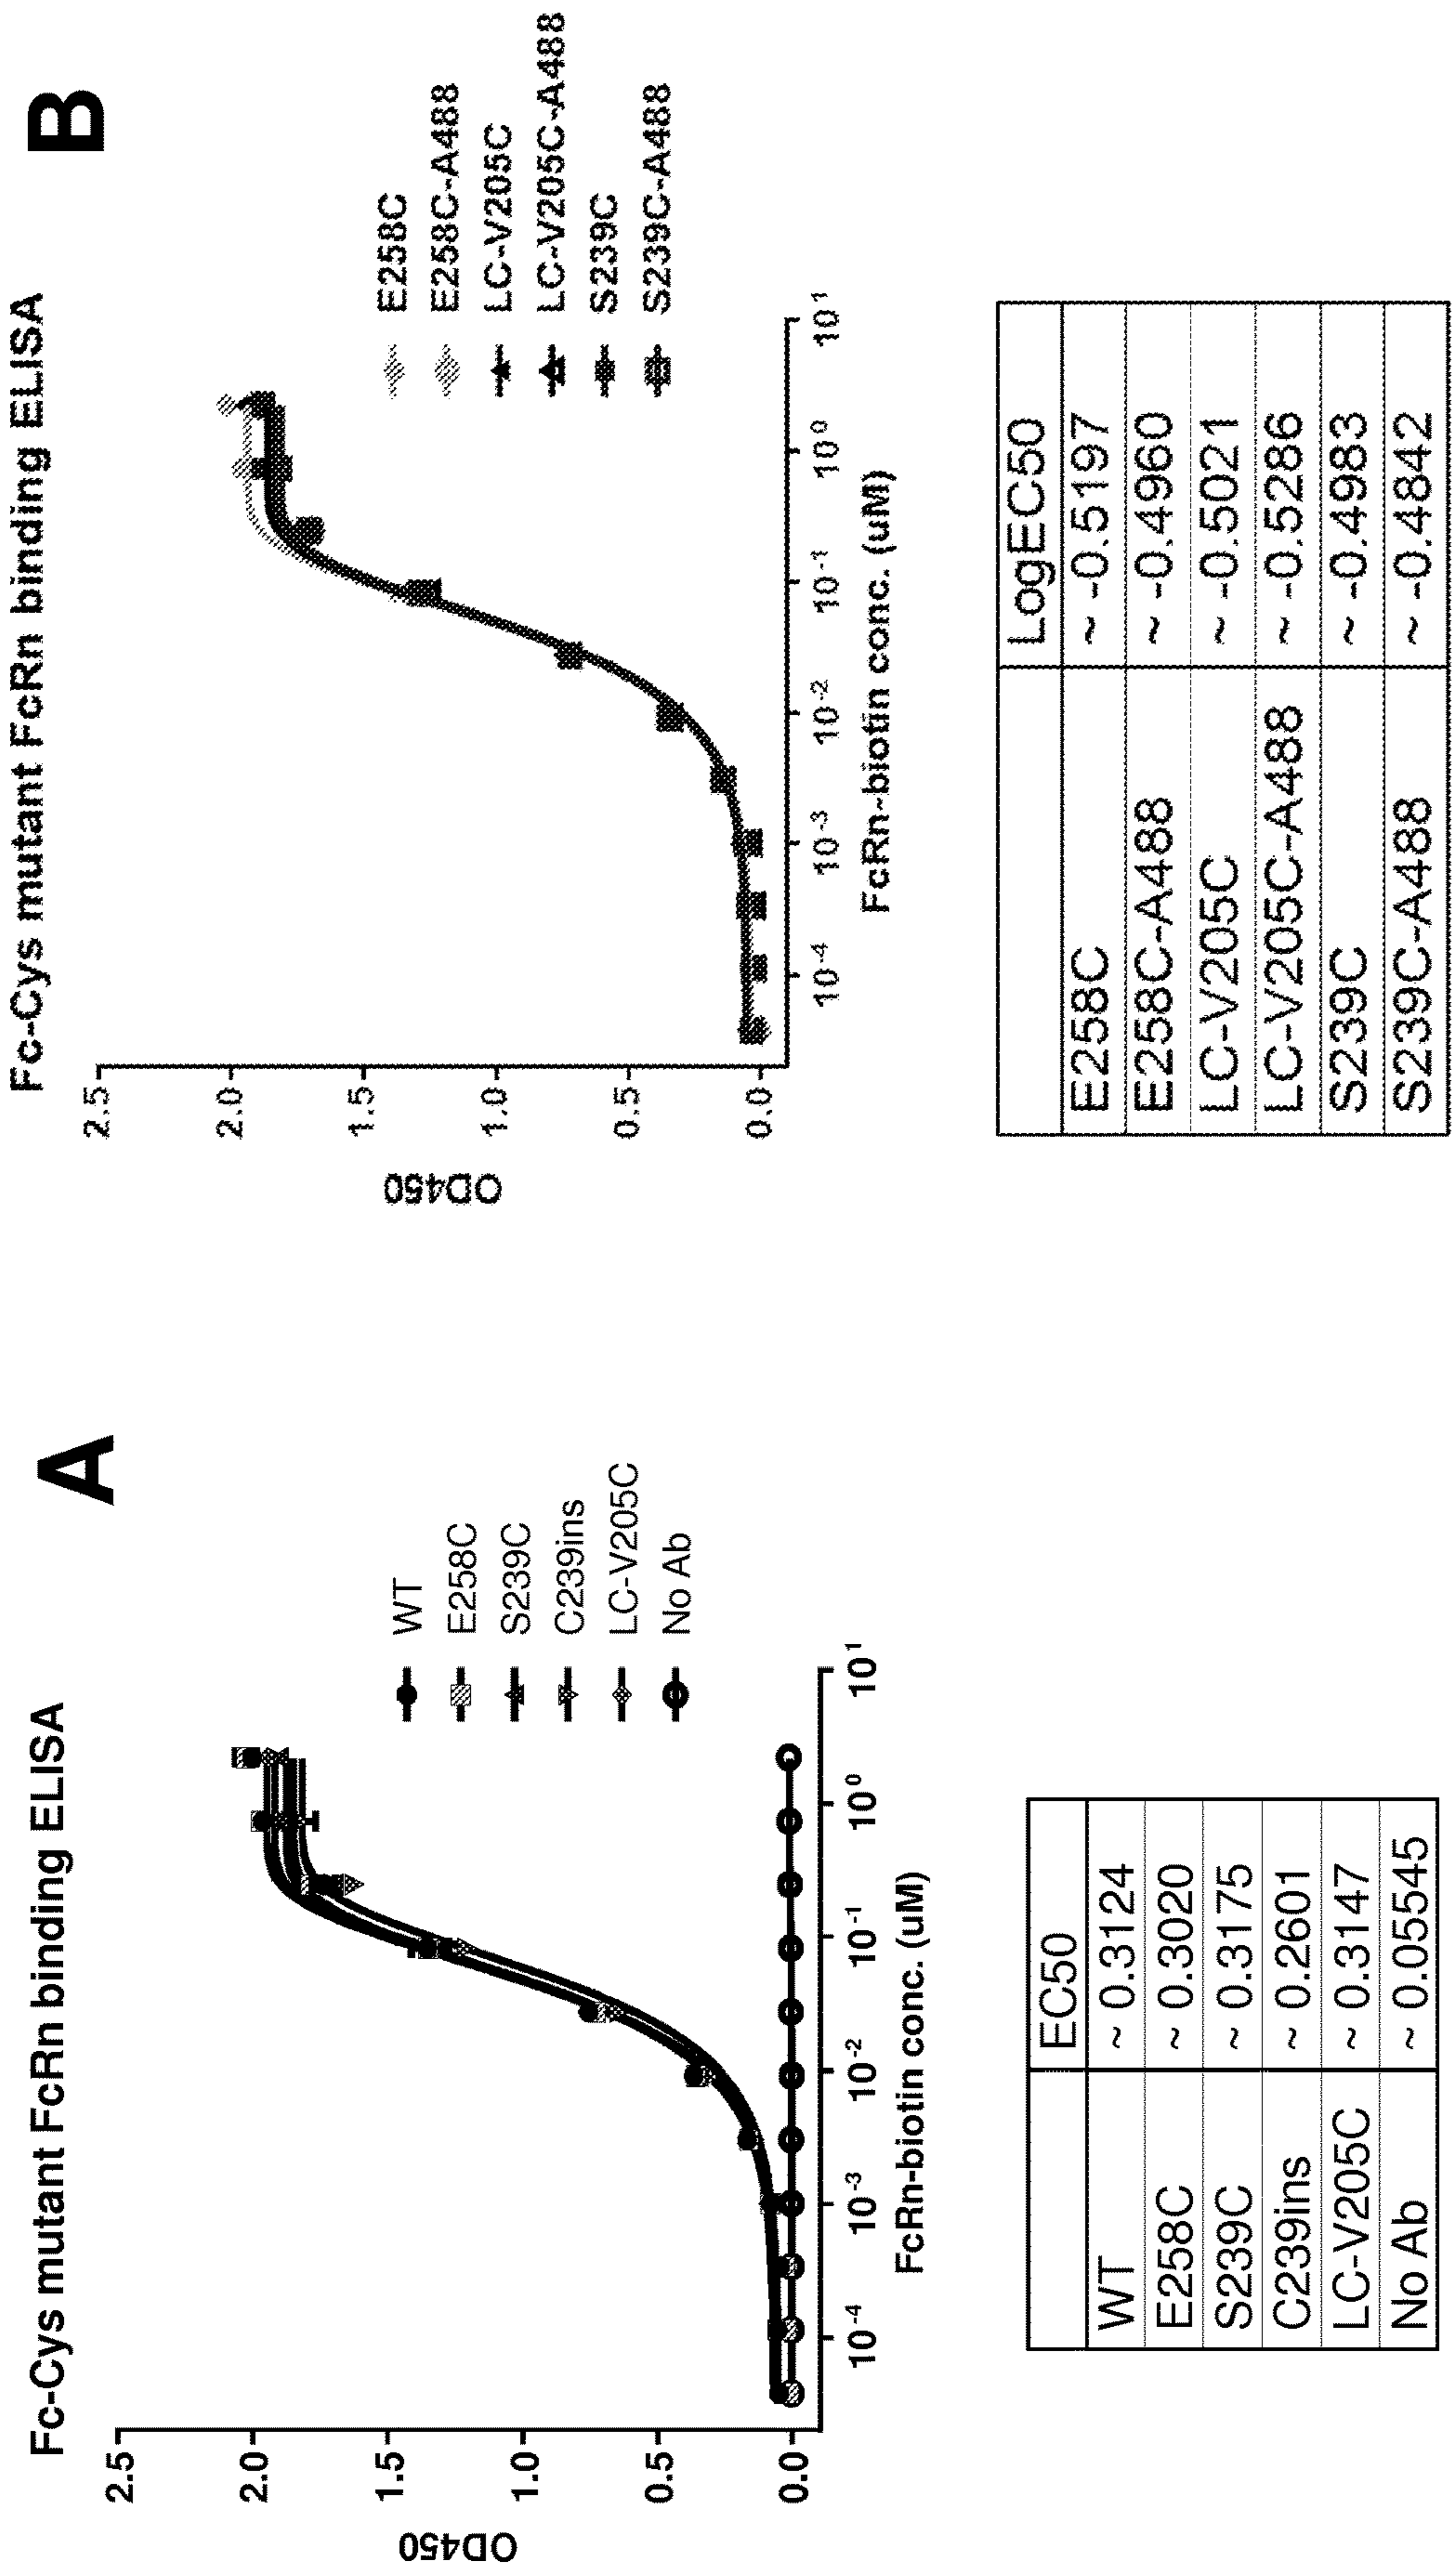 A
Fc-Cys mutant FcRn binding ELISA
OD450
2.5
2.0
1.5
1.0
0.5
0.0
10-4
10-3
10-2
10-1
100
101
FcRn-biotin conc. (uM)
WT
E258C
S239C
C239ins
LC-V205C
No Ab
EC50
WT ~ 0.3124
E258C ~ 0.3020
S239C ~ 0.3175
C239ins ~ 0.2601
LC-V205C ~ 0.3147
No Ab ~ 0.05545
B
Fc-Cys mutant FcRn binding ELISA
OD450
2.5
2.0
1.5
1.0
0.5
0.0
10-4
10-3
10-2
10-1
100
101
FcRn-biotin conc. (uM)
E258C
E258C-A488
LC-V205C
LC-V205C-A488
S239C
S239C-A488
LogEC50
E258C ~ -0.5197
E258C-A488 ~ -0.4960
LC-V205C ~ -0.5021
LC-V205C-A488 ~ -0.5286
S239C ~ -0.4983
S239C-A488 ~ -0.4842